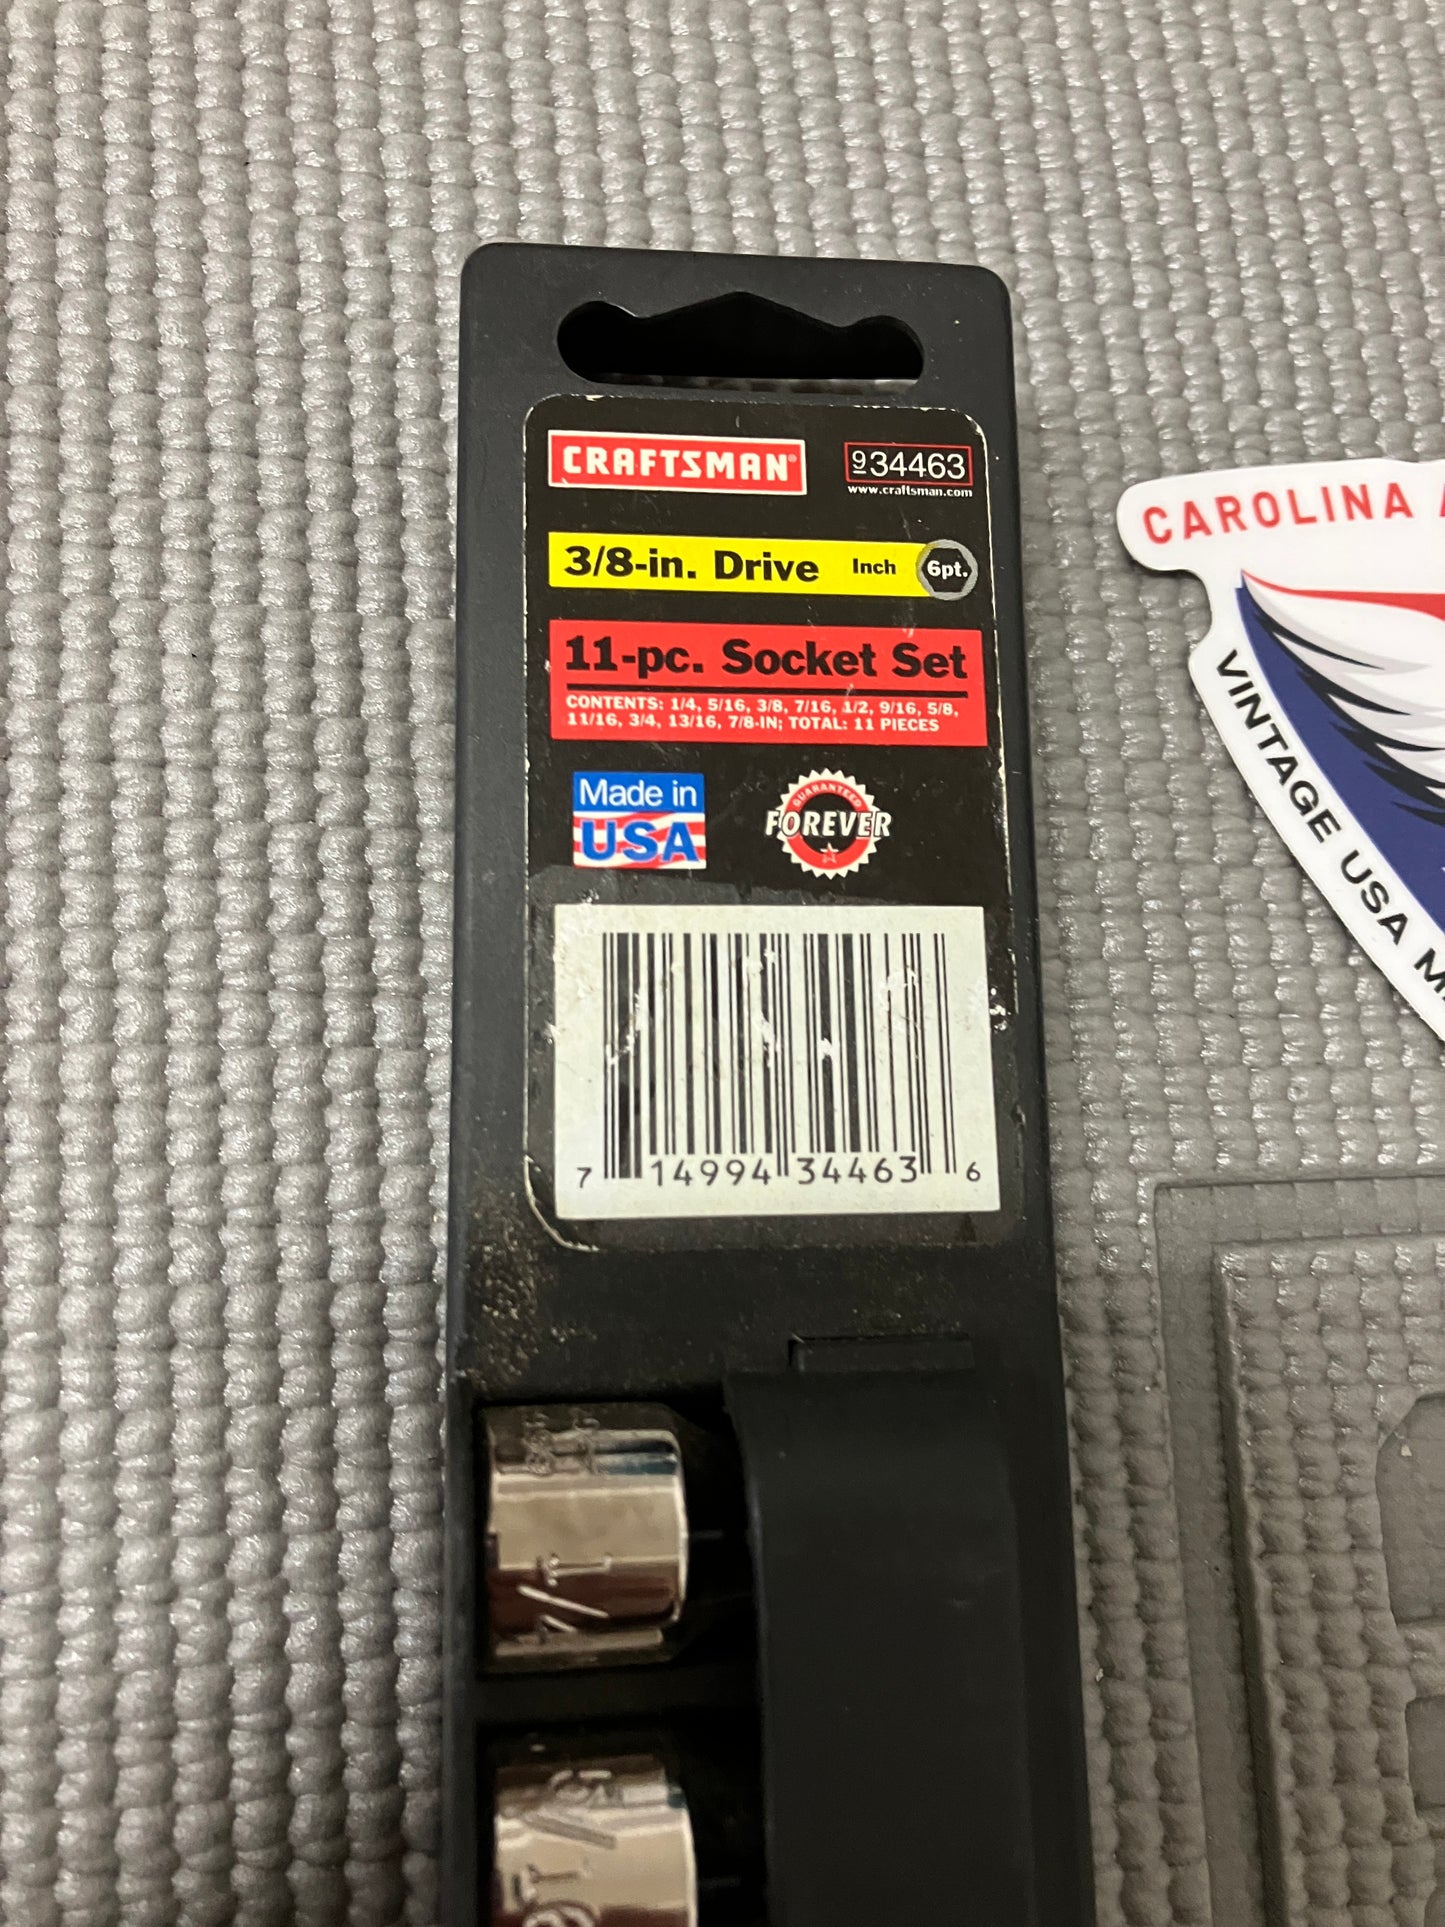 CRAFTSMAN®
934463
www.craftsman.com
3/8-in. Drive Inch 6pt.
11-pc. Socket Set
CONTENTS: 1/4, 5/16, 3/8, 7/16, 1/2, 9/16, 5/8,
11/16, 3/4, 13/16, 7/8-IN; TOTAL: 11 PIECES
Made in
USA
GUARANTEED
FOREVER
7 14994 34463 6
CAROLINA
VINTAGE USA